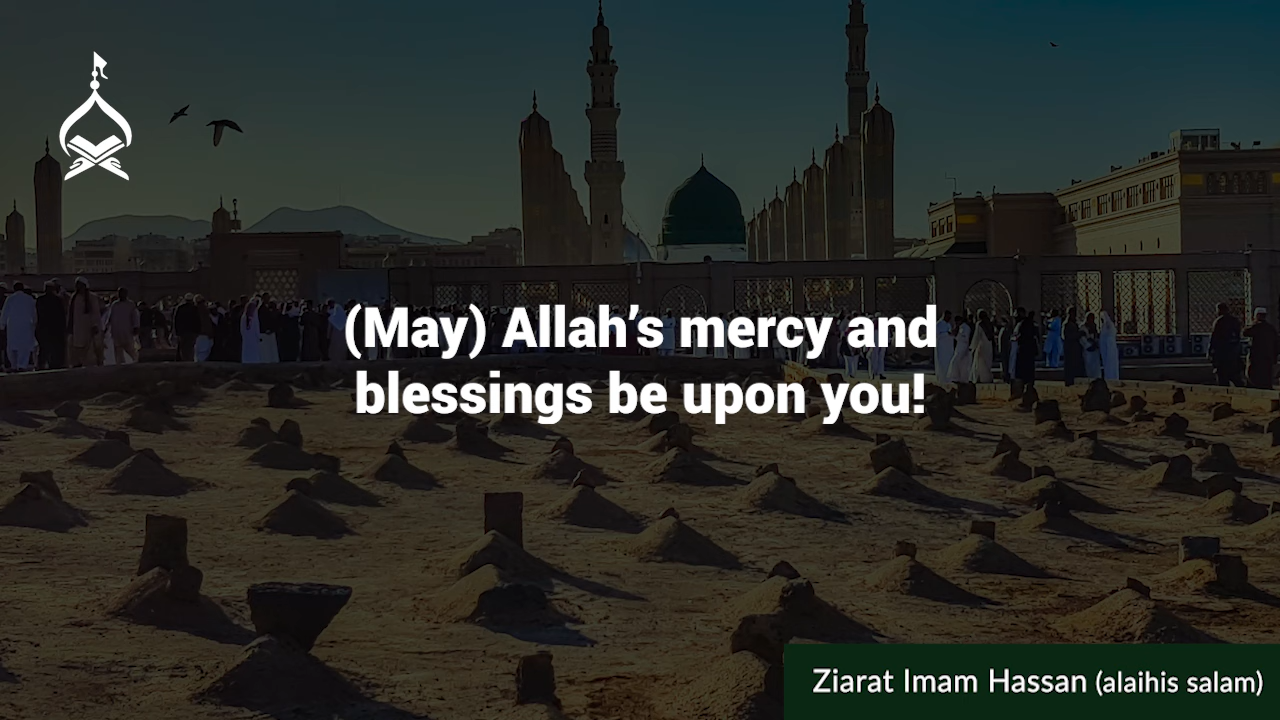 (May) Allah’s mercy and
blessings be upon you!
Ziarat Imam Hassan (alaihis salam)